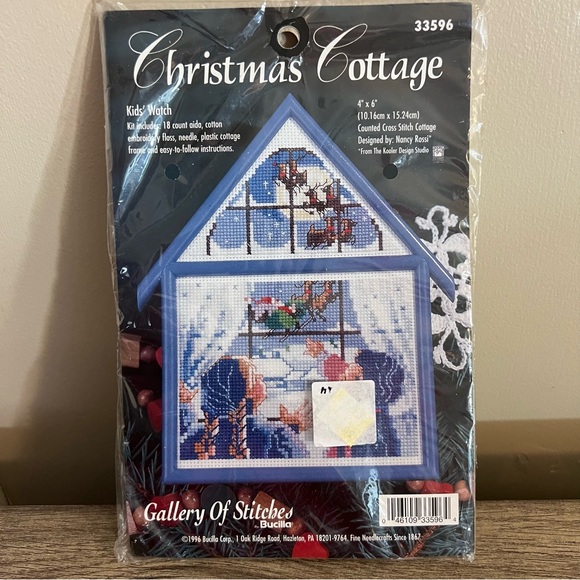 33596
Christmas Cottage
Kids' Watch
Kit includes: 18 count aida, cotton
embroidery floss, needle, plastic cottage
frame and easy-to-follow instructions.
4" x 6"
(10.16cm x 15.24cm)
Counted Cross Stitch Cottage
Designed by: Nancy Rossi*
*From The Kooler Design Studio
Gallery Of Stitches
by Bucilla
0 46109 33596 4
©1996 Bucilla Corp., 1 Oak Ridge Road, Hazleton, PA 18201-9764. Fine Needlecrafts Since 1867.